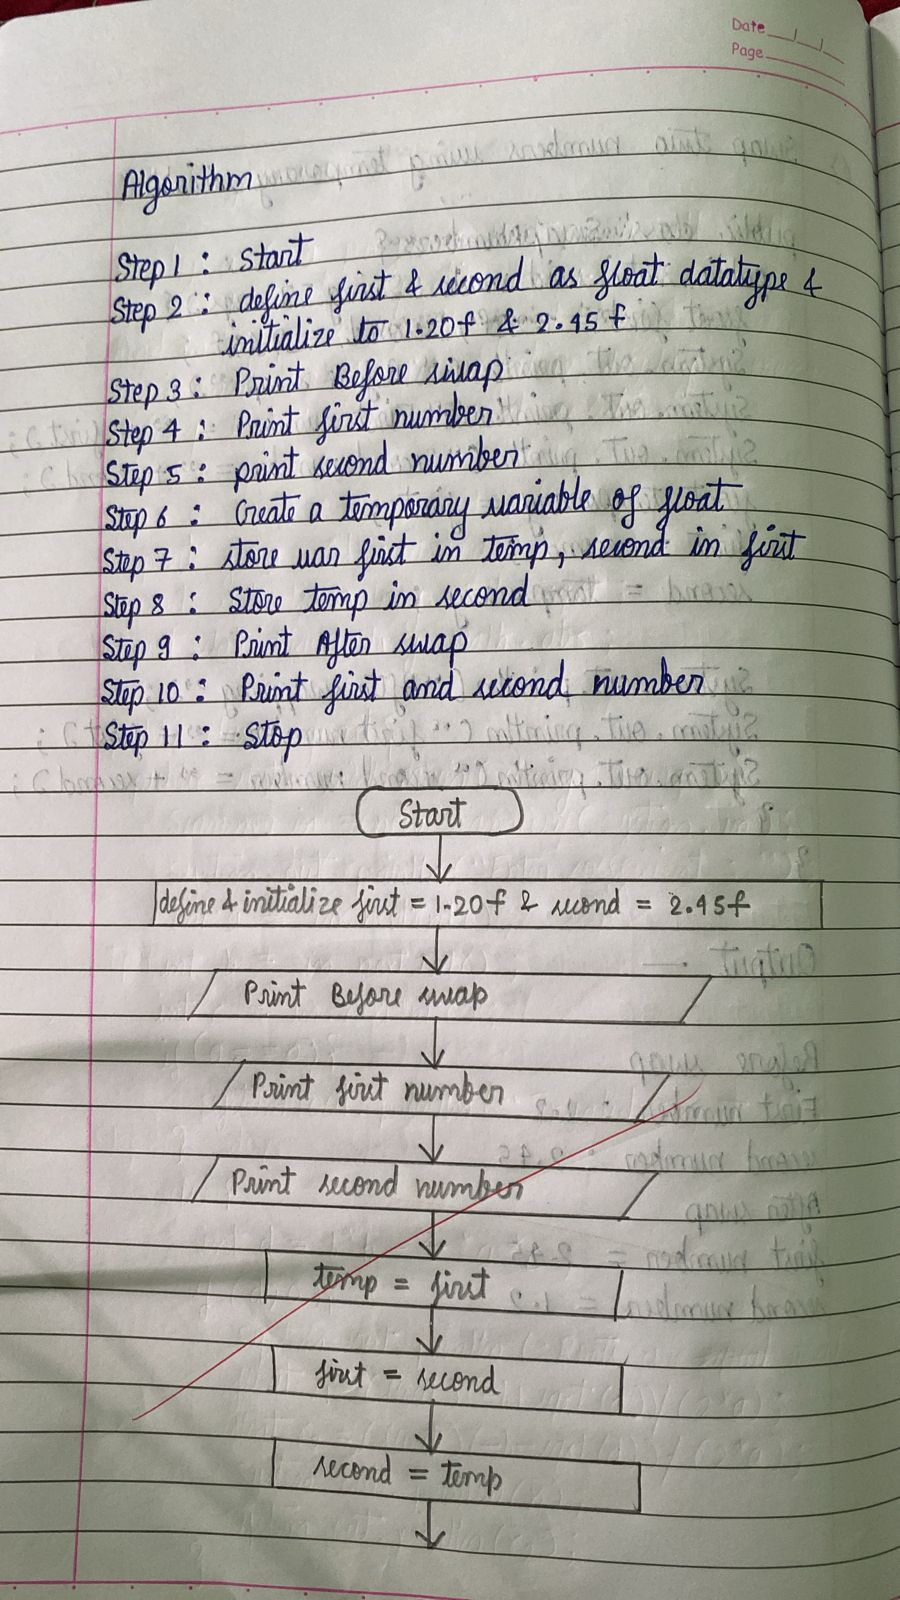 Date
Page
Algorithm
Step 1 : Start
Step 2 : define first & second as float datatype &
initialize to 1.20f & 2.45f
Step 3 : Print Before swap
Step 4 : Print first number
Step 5 : print second number
Step 6 : Create a temporary variable of float
Step 7 : store var first in temp, second in first
Step 8 : Store temp in second
Step 9 : Print After swap
Step 10 : Print first and second number
Step 11 : Stop
Start
define & initialize first = 1.20f & second = 2.45f
Print Before swap
Print first number
Print second number
temp = first
first = second
second = temp